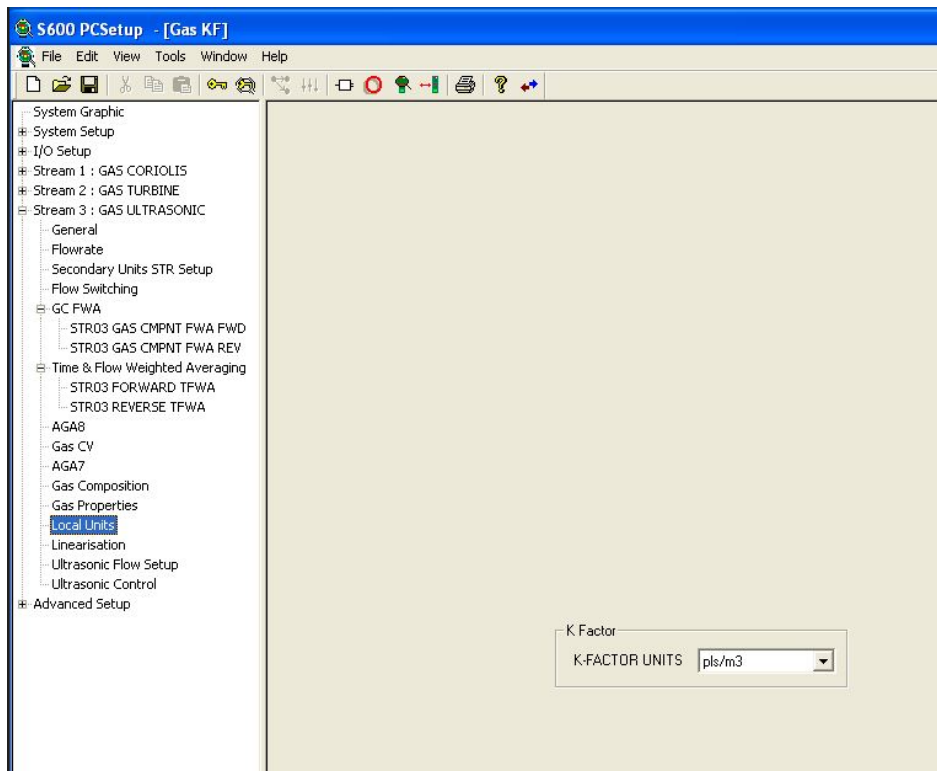 S600 PCSetup - [Gas KF]
File Edit View Tools Window Help
System Graphic
System Setup
I/O Setup
Stream 1 : GAS CORIOLIS
Stream 2 : GAS TURBINE
Stream 3 : GAS ULTRASONIC
General
Flowrate
Secondary Units STR Setup
Flow Switching
GC FWA
STR03 GAS CMPNT FWA FWD
STR03 GAS CMPNT FWA REV
Time & Flow Weighted Averaging
STR03 FORWARD TFWA
STR03 REVERSE TFWA
AGA8
Gas CV
AGA7
Gas Composition
Gas Properties
Local Units
Linearisation
Ultrasonic Flow Setup
Ultrasonic Control
Advanced Setup
K Factor
K-FACTOR UNITS pls/m3